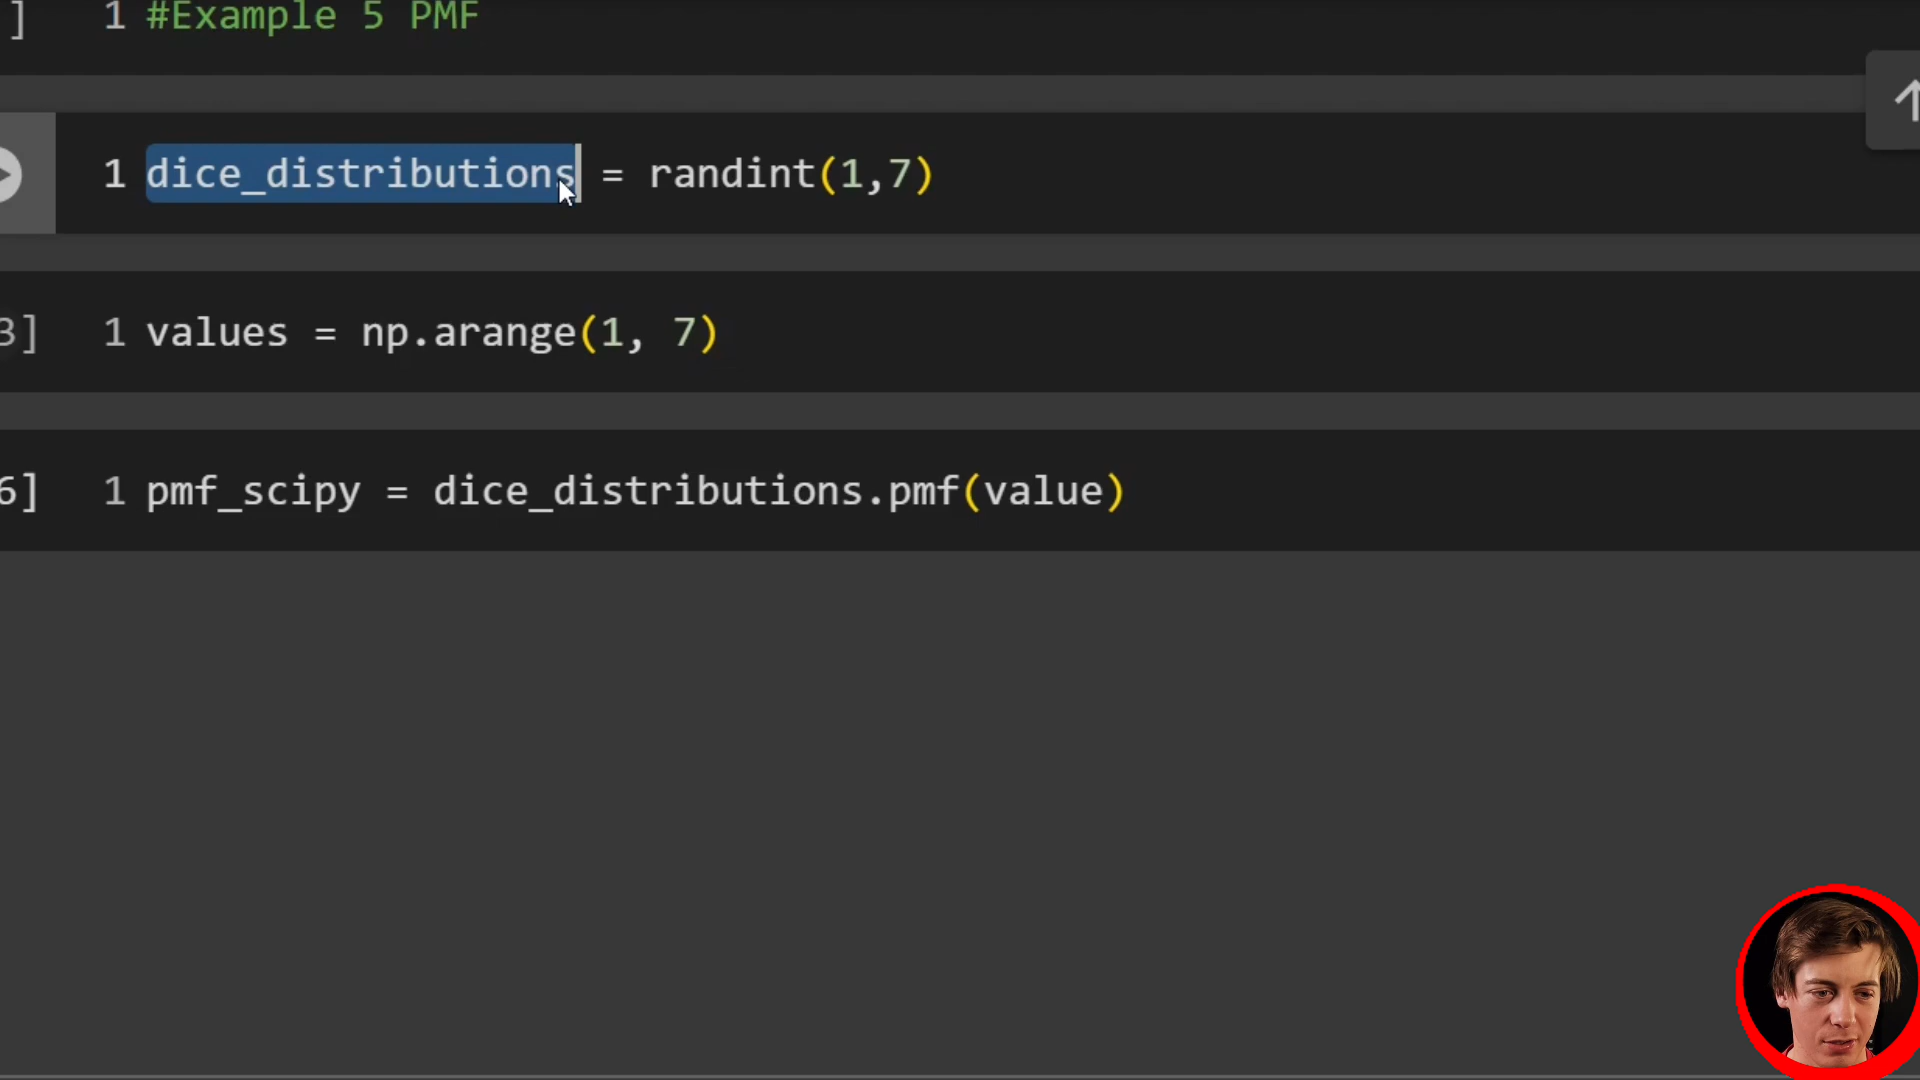 ] 1 #Example 5 PMF
1 dice_distributions = randint(1,7)
3] 1 values = np.arange(1, 7)
6] 1 pmf_scipy = dice_distributions.pmf(value)